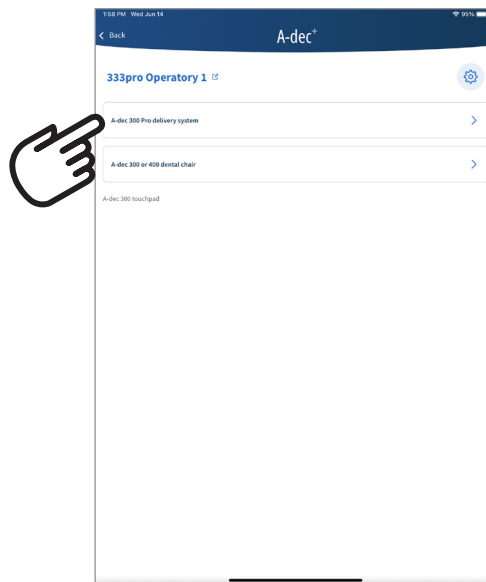 1:58 PM Wed Jun 14
95%
Back
A-dec+
333pro Operatory 1
A-dec 300 Pro delivery system
A-dec 300 or 400 dental chair
A-dec 300 touchpad